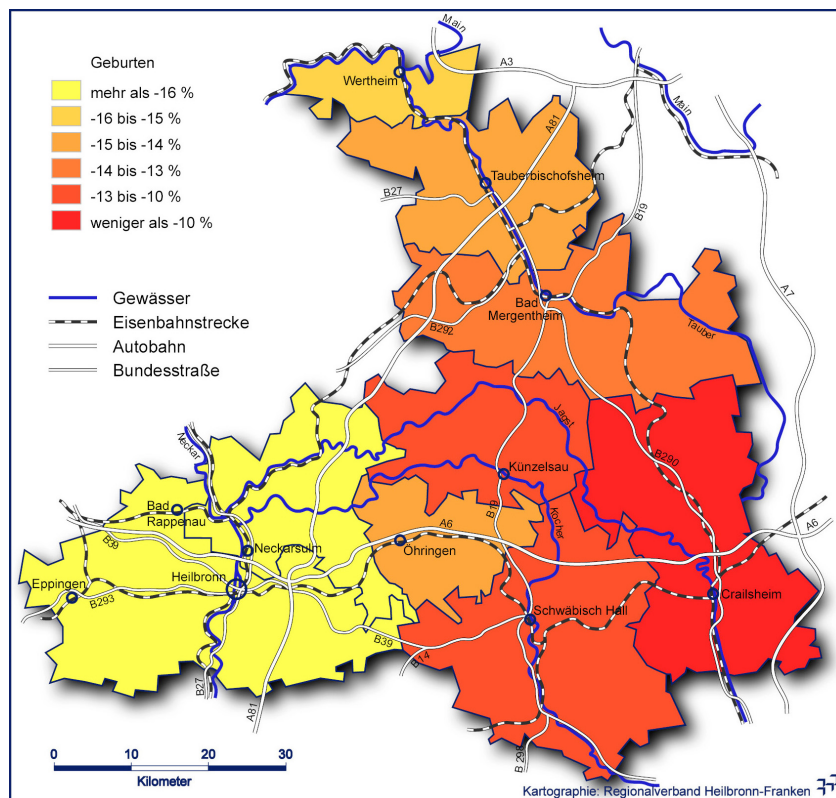 Geburten
mehr als -16 %
-16 bis -15 %
-15 bis -14 %
-14 bis -13 %
-13 bis -10 %
weniger als -10 %
Gewässer
Eisenbahnstrecke
Autobahn
Bundesstraße
Main
A3
Wertheim
Main
A81
B27
Tauberbischofsheim
B19
A7
Bad
Mergentheim
B292
Tauber
Neckar
Jagst
B290
Künzelsau
Bad
Rappenau
B19
Kocher
A6
A6
B39
Neckarsulm
Öhringen
Heilbronn
Eppingen
B293
Crailsheim
Schwäbisch Hall
B39
B14
B27
A81
0
10
20
30
Kilometer
Kartographie: Regionalverband Heilbronn-Franken